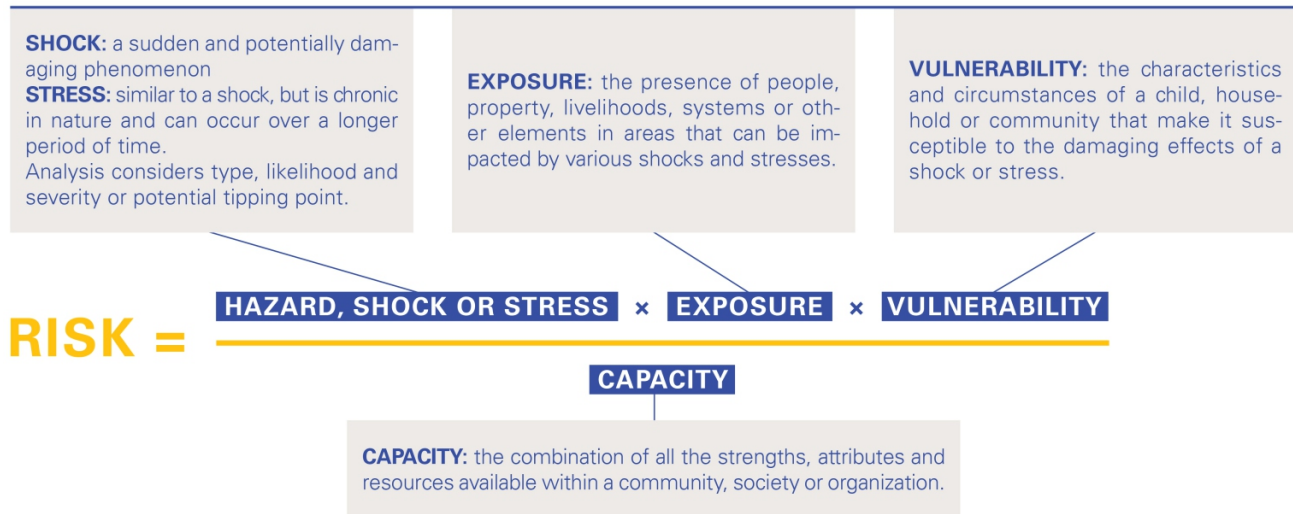 SHOCK: a sudden and potentially dam-
aging phenomenon
STRESS: similar to a shock, but is chronic
in nature and can occur over a longer
period of time.
Analysis considers type, likelihood and
severity or potential tipping point.
EXPOSURE: the presence of people,
property, livelihoods, systems or oth-
er elements in areas that can be im-
pacted by various shocks and stresses.
VULNERABILITY: the characteristics
and circumstances of a child, house-
hold or community that make it sus-
ceptible to the damaging effects of a
shock or stress.
RISK =
HAZARD, SHOCK OR STRESS × EXPOSURE × VULNERABILITY
CAPACITY
CAPACITY: the combination of all the strengths, attributes and
resources available within a community, society or organization.